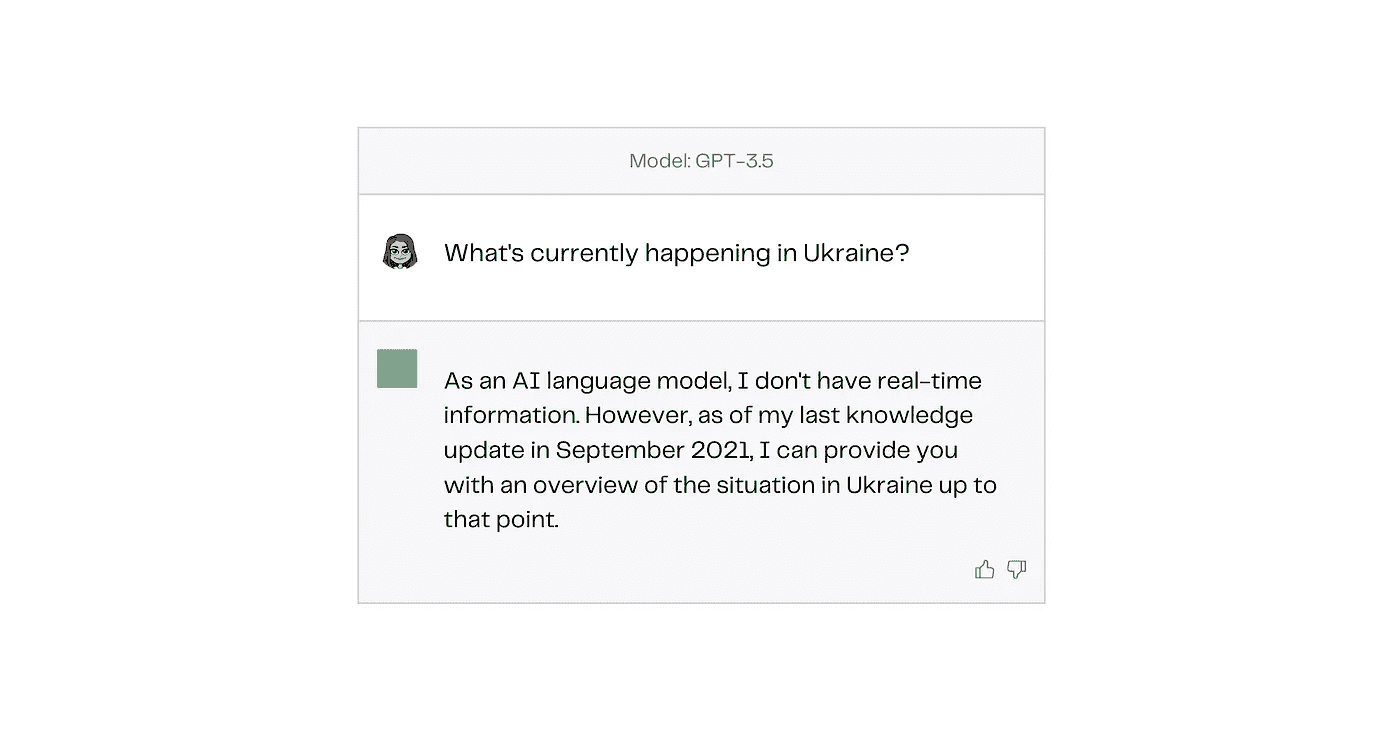 Model: GPT-3.5
What's currently happening in Ukraine?
As an AI language model, I don't have real-time
information. However, as of my last knowledge
update in September 2021, I can provide you
with an overview of the situation in Ukraine up to
that point.